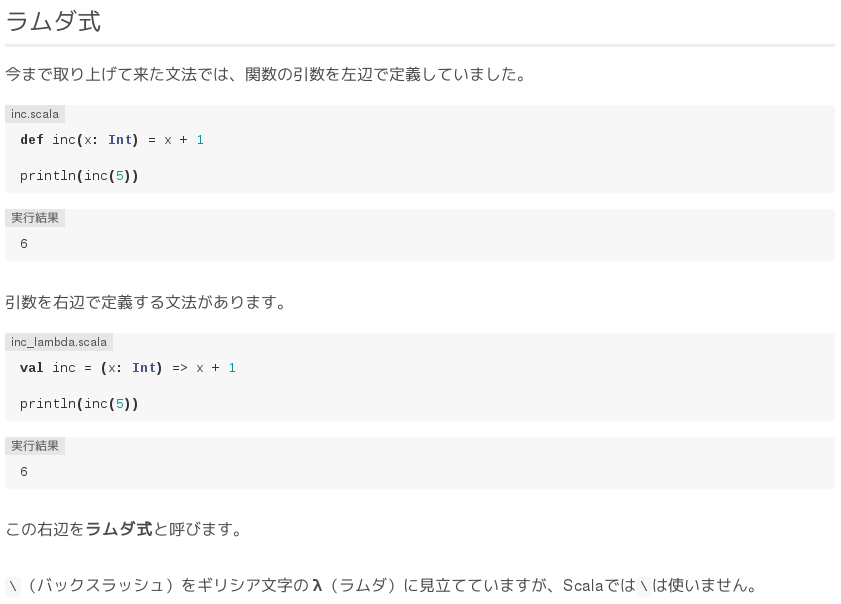 ラムダ式
今まで取り上げて来た文法では、関数の引数を左辺で定義していました。
inc.scala
def inc(x: Int) = x + 1
println(inc(5))
実行結果
6
引数を右辺で定義する文法があります。
inc_lambda.scala
val inc = (x: Int) => x + 1
println(inc(5))
実行結果
6
この右辺をラムダ式と呼びます。
\（バックスラッシュ）をギリシア文字のλ（ラムダ）に見立てていますが、Scalaでは\は使いません。